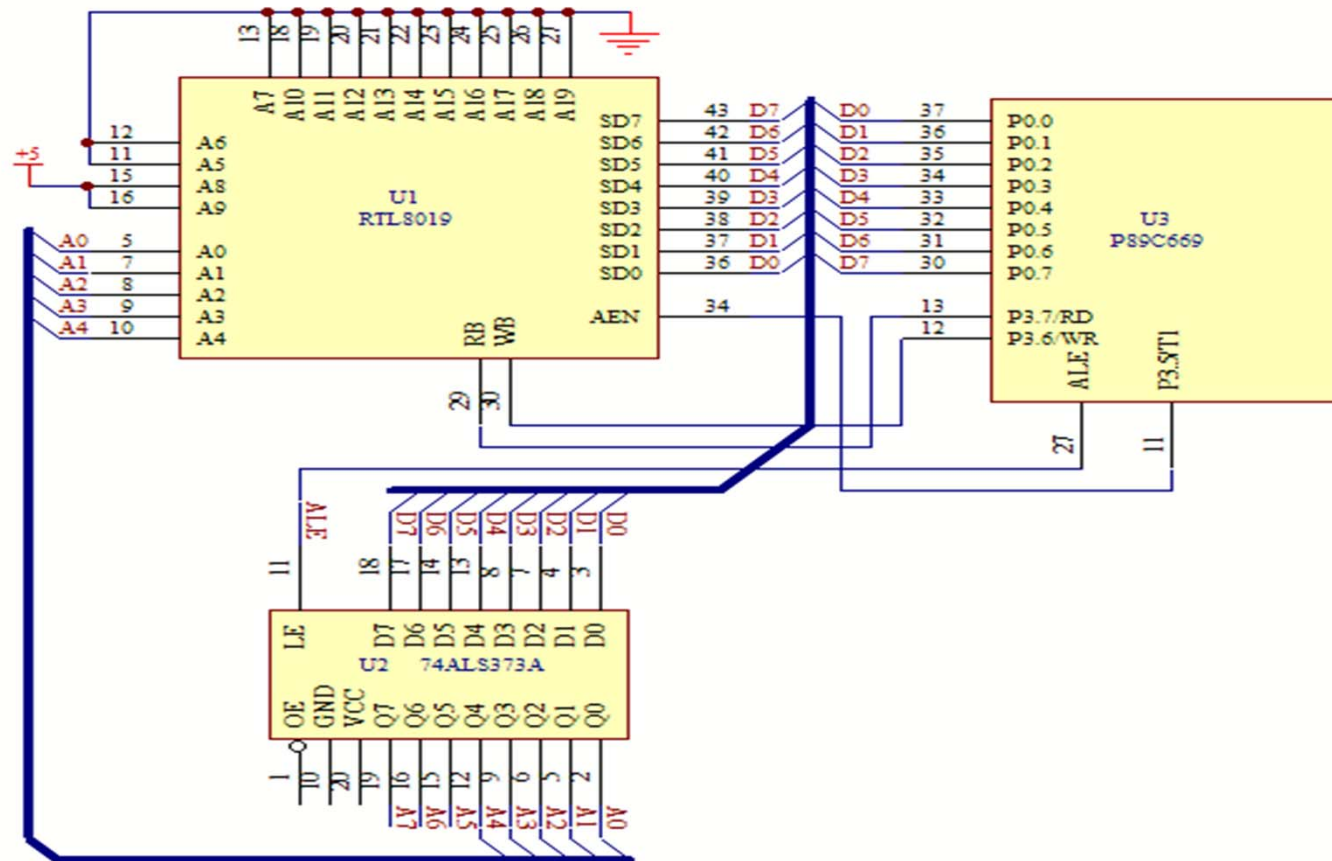 13 18 19 20 21 22 23 24 25 26 27
A7 A10 A11 A12 A13 A14 A15 A16 A17 A18 A19
+5
12 A6
11 A5
15 A8
16 A9
A0 5 A0
A1 7 A1
A2 8 A2
A3 9 A3
A4 10 A4
U1
RTL8019
SD7 43 D7
SD6 42 D6
SD5 41 D5
SD4 40 D4
SD3 39 D3
SD2 38 D2
SD1 37 D1
SD0 36 D0
AEN 34
RB WB
29 30
D0 37 P0.0
D1 36 P0.1
D2 35 P0.2
D3 34 P0.3
D4 33 P0.4
D5 32 P0.5
D6 31 P0.6
D7 30 P0.7
13 P3.7/RD
12 P3.6/WR
U3
P89C669
ALE P3.5/T1
27 11
ALE D7 D6 D5 D4 D3 D2 D1 D0
11 18 17 14 13 8 7 4 3
LE D7 D6 D5 D4 D3 D2 D1 D0
U2 74ALS373A
OE GND VCC Q7 Q6 Q5 Q4 Q3 Q2 Q1 Q0
1 10 20 19 16 15 12 9 6 5 2
A7 A6 A5 A4 A3 A2 A1 A0